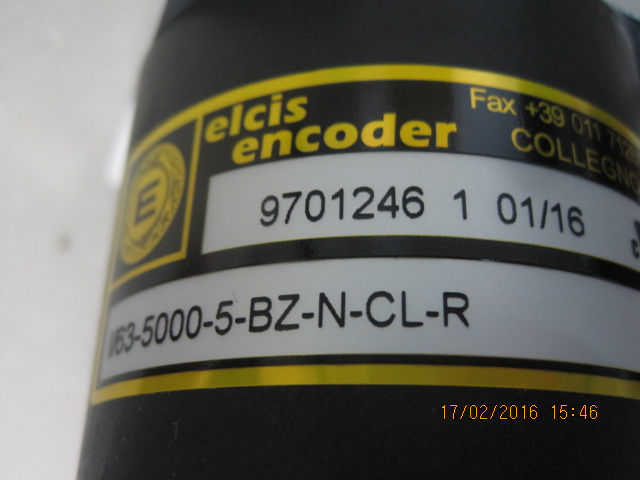 elcis
encoder
Fax +39 011 712
COLLEGNO
9701246 1 01/16
I/63-5000-5-BZ-N-CL-R
17/02/2016 15:46